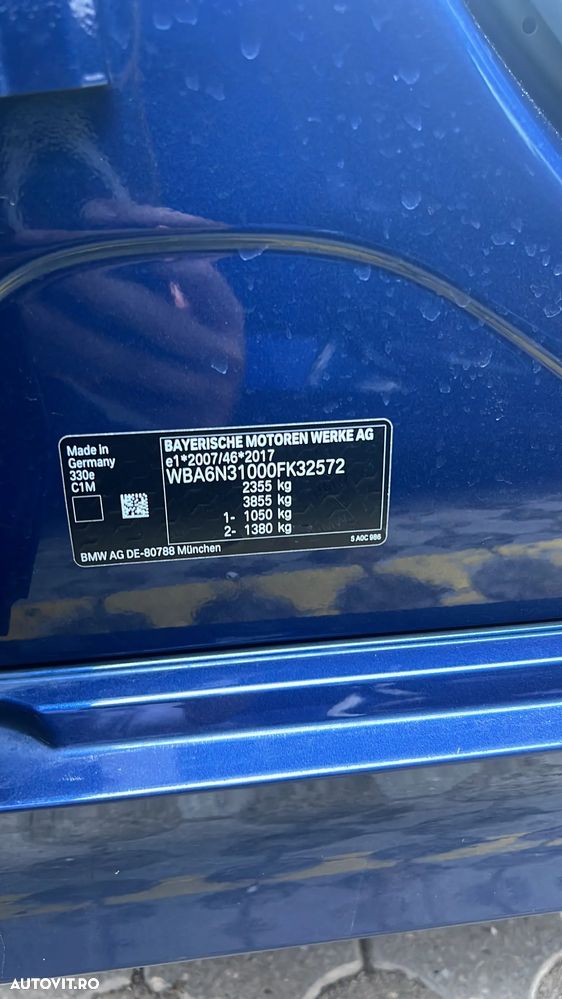 Made in
Germany
330e
C1M
BAYERISCHE MOTOREN WERKE AG
e1*2007/46*2017
WBA6N31000FK32572
2355 kg
3855 kg
1- 1050 kg
2- 1380 kg
BMW AG DE-80788 München
5 A0C 986
AUTOVIT.RO